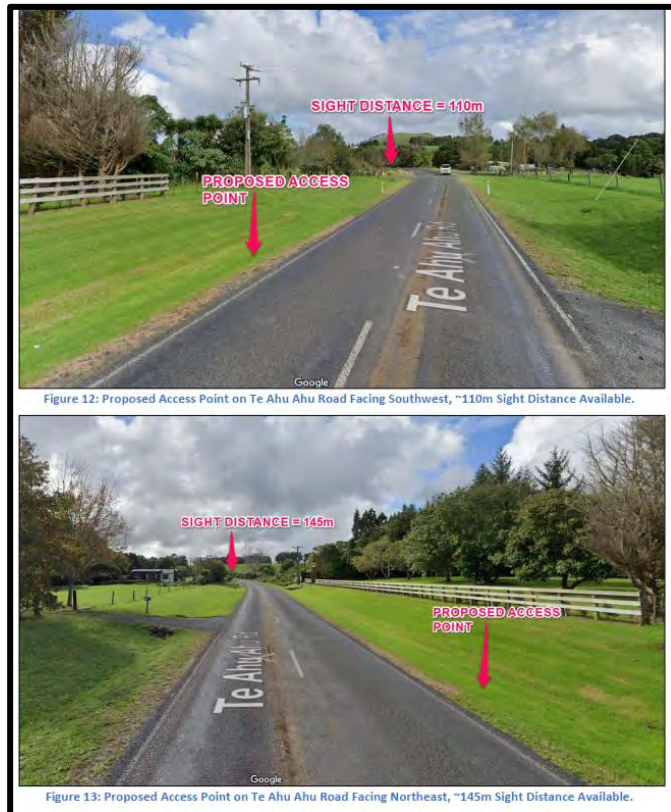 SIGHT DISTANCE = 110m
PROPOSED ACCESS
POINT
Te Ahu Ahu Rd
Google
Figure 12: Proposed Access Point on Te Ahu Ahu Road Facing Southwest, ~110m Sight Distance Available.
SIGHT DISTANCE = 145m
PROPOSED ACCESS
POINT
Te Ahu Ahu Rd
Google
Figure 13: Proposed Access Point on Te Ahu Ahu Road Facing Northeast, ~145m Sight Distance Available.